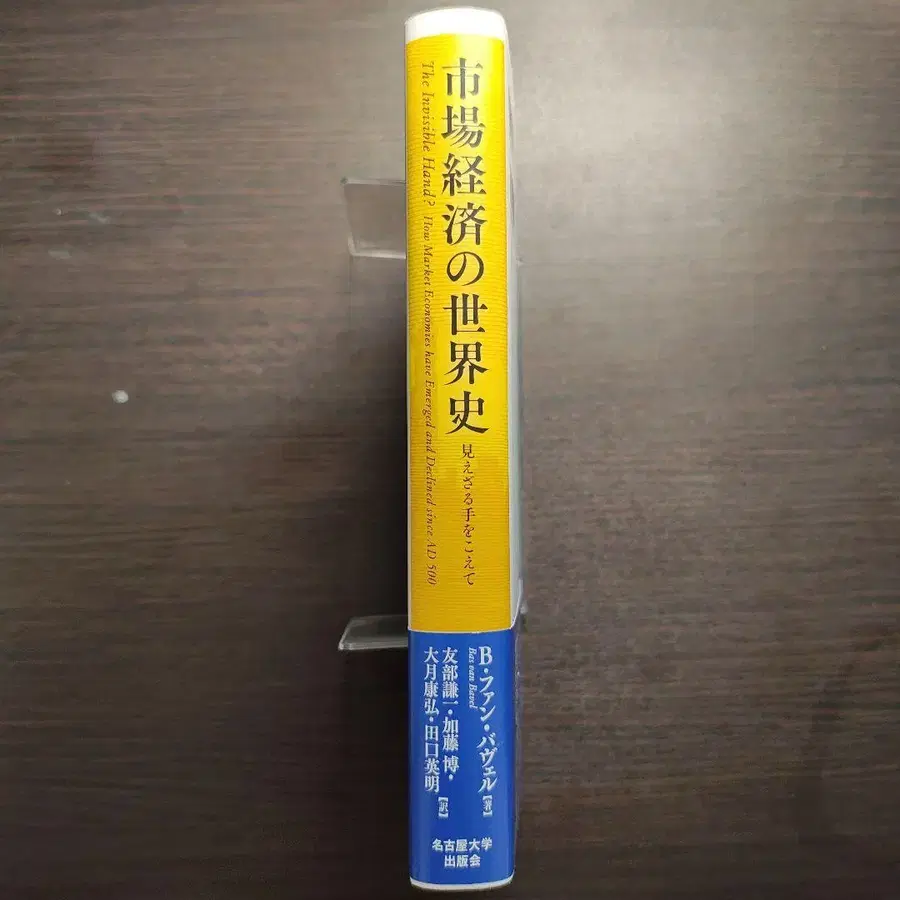 市場経済の世界史
見えざる手をこえて
The Invisible Hand? How Market Economies have Emerged and Declined since AD 500
B・ファン・バヴェル[著]
Bas van Bavel
友部謙一・加藤 博・
大月康弘・田口英明[訳]
名古屋大学
出版会